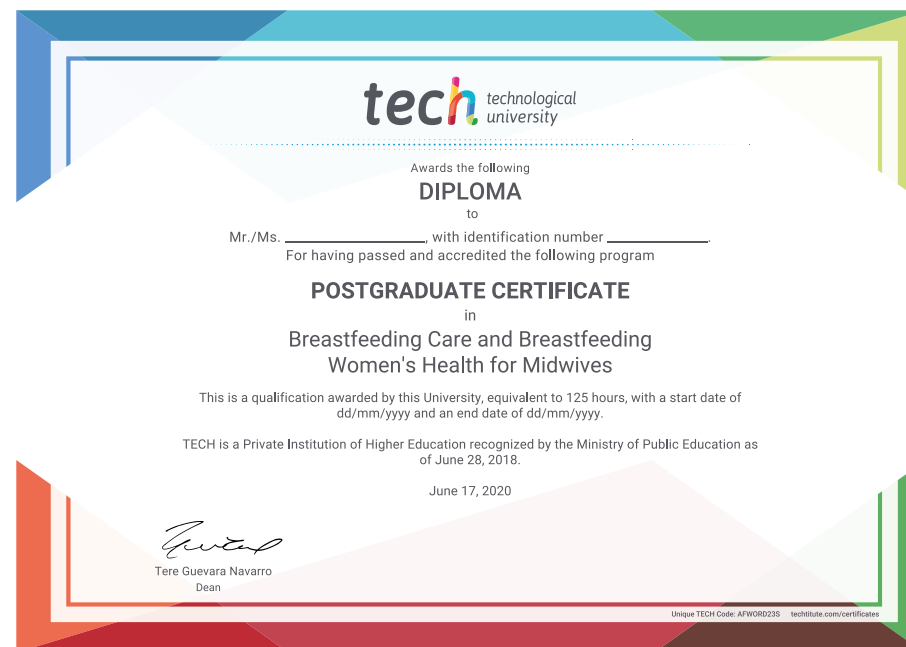 tech technological
university
Awards the following
DIPLOMA
to
Mr./Ms. ____________________, with identification number ______________.
For having passed and accredited the following program
POSTGRADUATE CERTIFICATE
in
Breastfeeding Care and Breastfeeding
Women's Health for Midwives
This is a qualification awarded by this University, equivalent to 125 hours, with a start date of
dd/mm/yyyy and an end date of dd/mm/yyyy.
TECH is a Private Institution of Higher Education recognized by the Ministry of Public Education as
of June 28, 2018.
June 17, 2020
Tere Guevara Navarro
Dean
Unique TECH Code: AFWORD23S techtitute.com/certificates